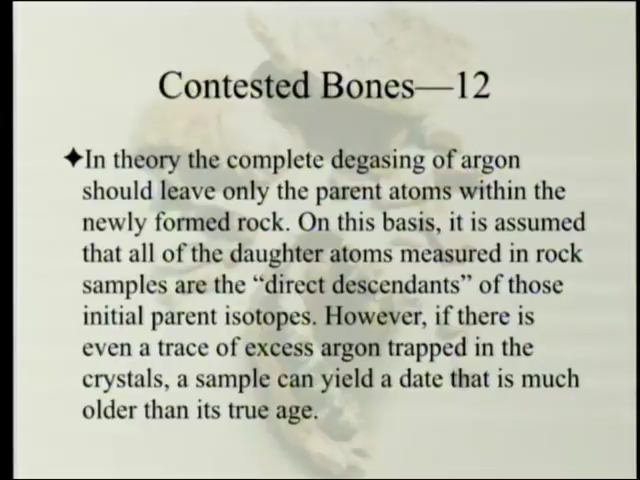 Contested Bones—12
✦In theory the complete degasing of argon
should leave only the parent atoms within the
newly formed rock. On this basis, it is assumed
that all of the daughter atoms measured in rock
samples are the “direct descendants” of those
initial parent isotopes. However, if there is
even a trace of excess argon trapped in the
crystals, a sample can yield a date that is much
older than its true age.